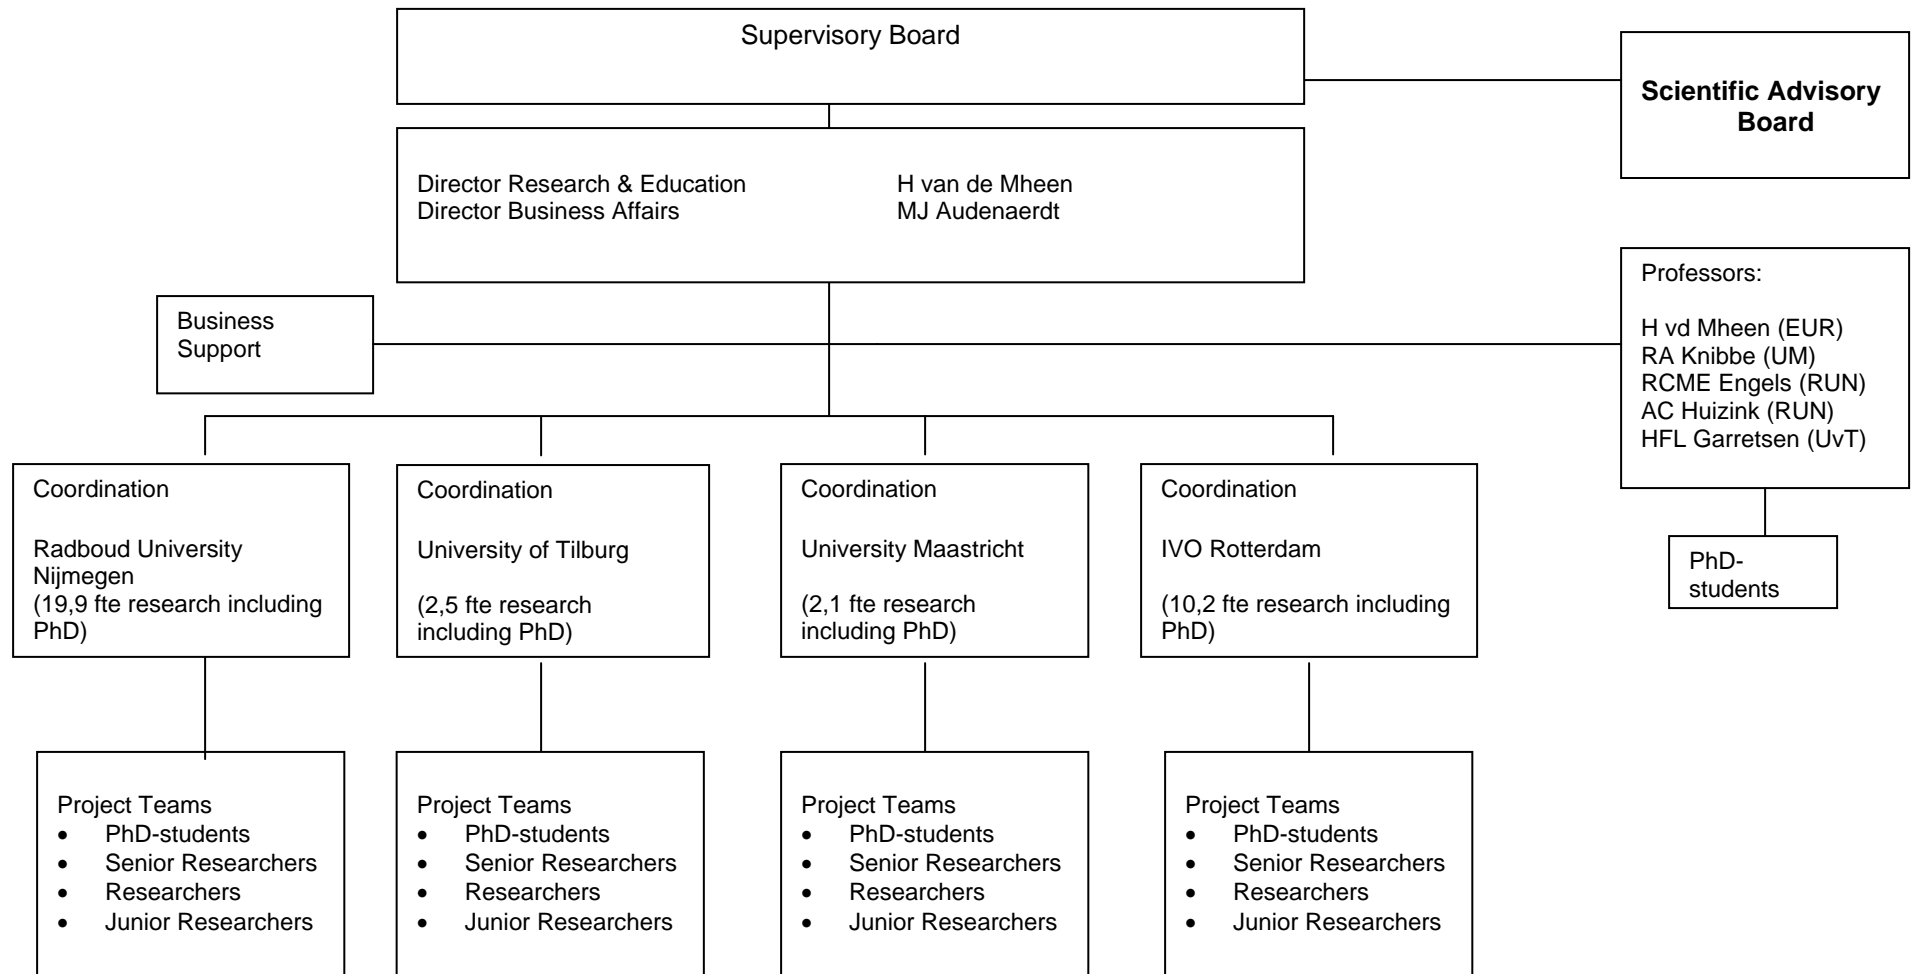 Supervisory Board
Scientific Advisory
Board
Director Research & Education H van de Mheen
Director Business Affairs MJ Audenaerdt
Professors:
H vd Mheen (EUR)
RA Knibbe (UM)
RCME Engels (RUN)
AC Huizink (RUN)
HFL Garretsen (UvT)
Business
Support
PhD-
students
Coordination
Radboud University
Nijmegen
(19,9 fte research including
PhD)
Coordination
University of Tilburg
(2,5 fte research
including PhD)
Coordination
University Maastricht
(2,1 fte research
including PhD)
Coordination
IVO Rotterdam
(10,2 fte research including
PhD)
Project Teams
• PhD-students
• Senior Researchers
• Researchers
• Junior Researchers
Project Teams
• PhD-students
• Senior Researchers
• Researchers
• Junior Researchers
Project Teams
• PhD-students
• Senior Researchers
• Researchers
• Junior Researchers
Project Teams
• PhD-students
• Senior Researchers
• Researchers
• Junior Researchers